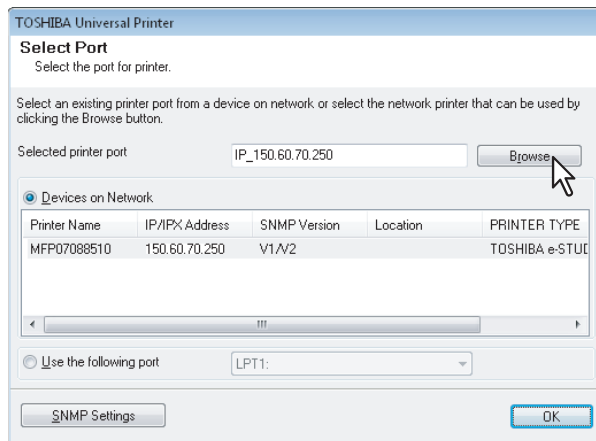 TOSHIBA Universal Printer
Select Port
Select the port for printer.
Select an existing printer port from a device on network or select the network printer that can be used by
clicking the Browse button.
Selected printer port IP_150.60.70.250 Browse
Devices on Network
Printer Name IP/IPX Address SNMP Version Location PRINTER TYPE
MFP07088510 150.60.70.250 V1/V2 TOSHIBA e-STUD
Use the following port LPT1:
SNMP Settings OK